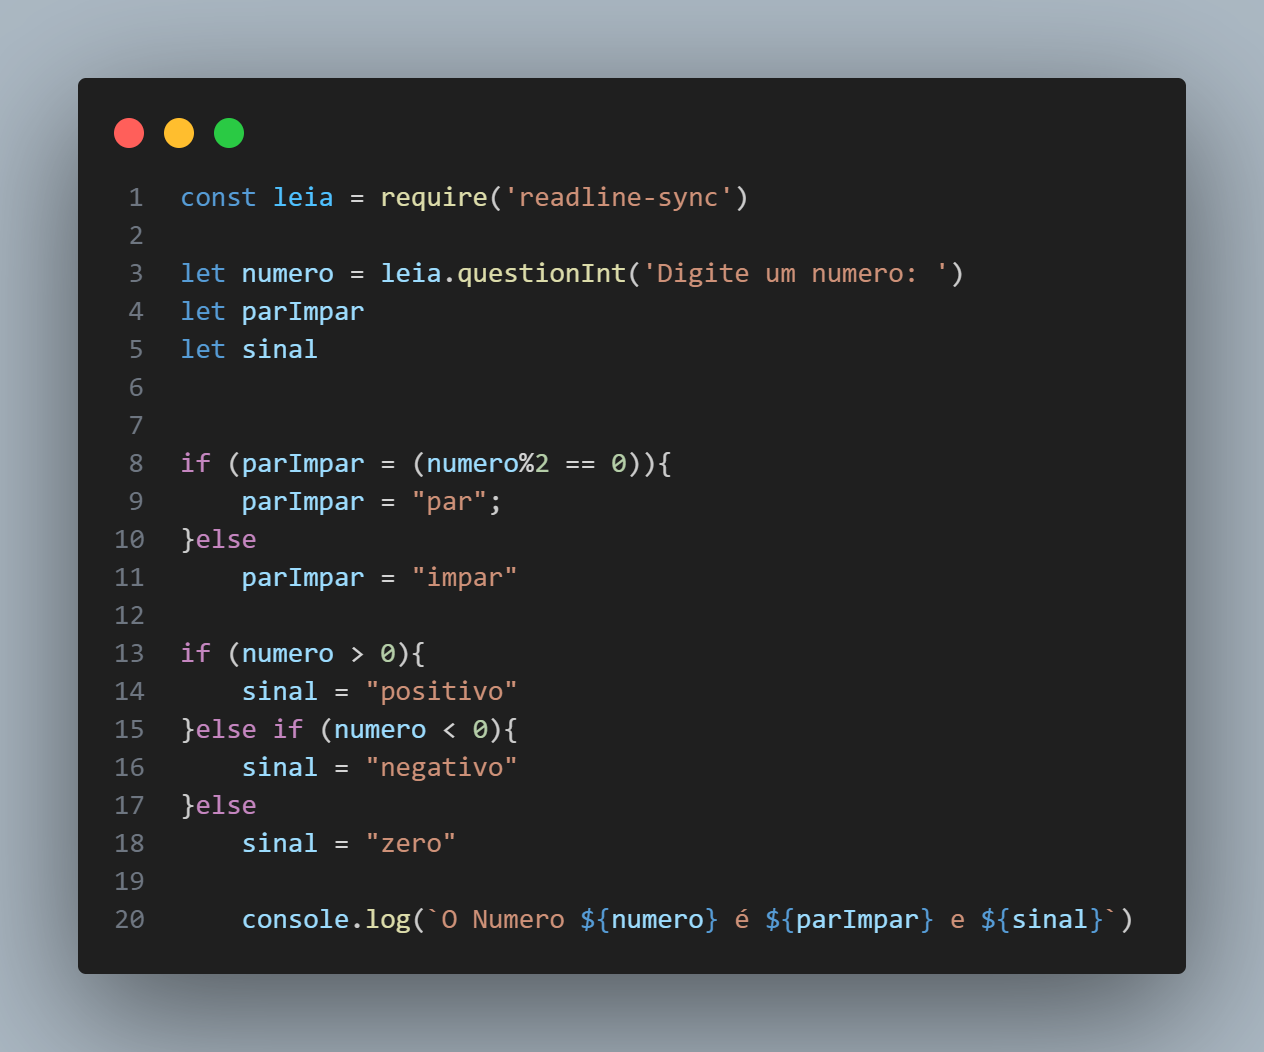 1 const leia = require('readline-sync')
2
3 let numero = leia.questionInt('Digite um numero: ')
4 let parImpar
5 let sinal
6
7
8 if (parImpar = (numero%2 == 0)){
9     parImpar = "par";
10 }else
11     parImpar = "impar"
12
13 if (numero > 0){
14     sinal = "positivo"
15 }else if (numero < 0){
16     sinal = "negativo"
17 }else
18     sinal = "zero"
19
20     console.log(`O Numero ${numero} é ${parImpar} e ${sinal}`)